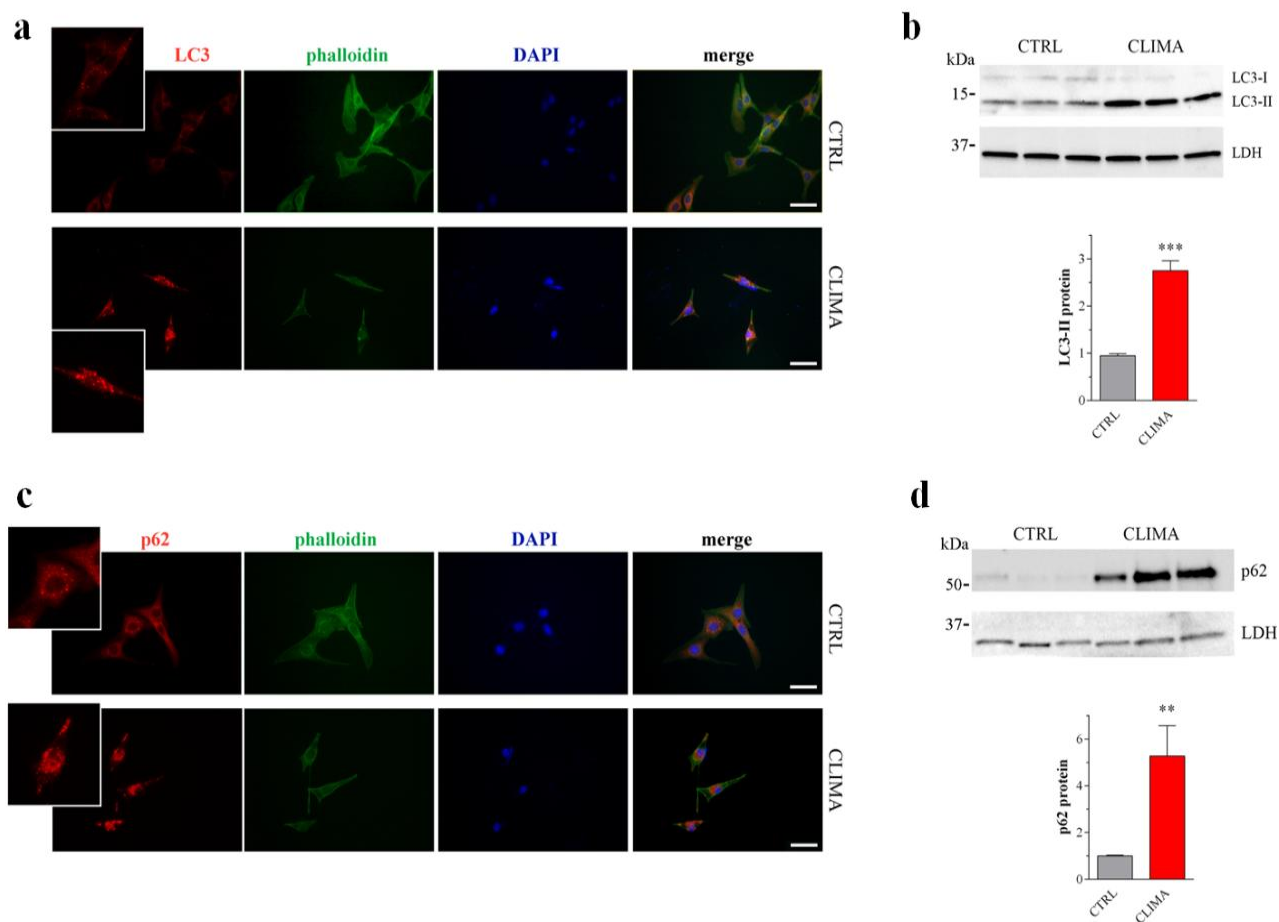 a
LC3 phalloidin DAPI merge
CTRL
CLIMA
b
CTRL CLIMA
kDa
LC3-I
15-
LC3-II
37-
LDH
LC3-II protein
3
2
1
0
***
CTRL
CLIMA
c
p62 phalloidin DAPI merge
CTRL
CLIMA
d
CTRL CLIMA
kDa
p62
50-
37-
LDH
p62 protein
6
4
2
0
**
CTRL
CLIMA